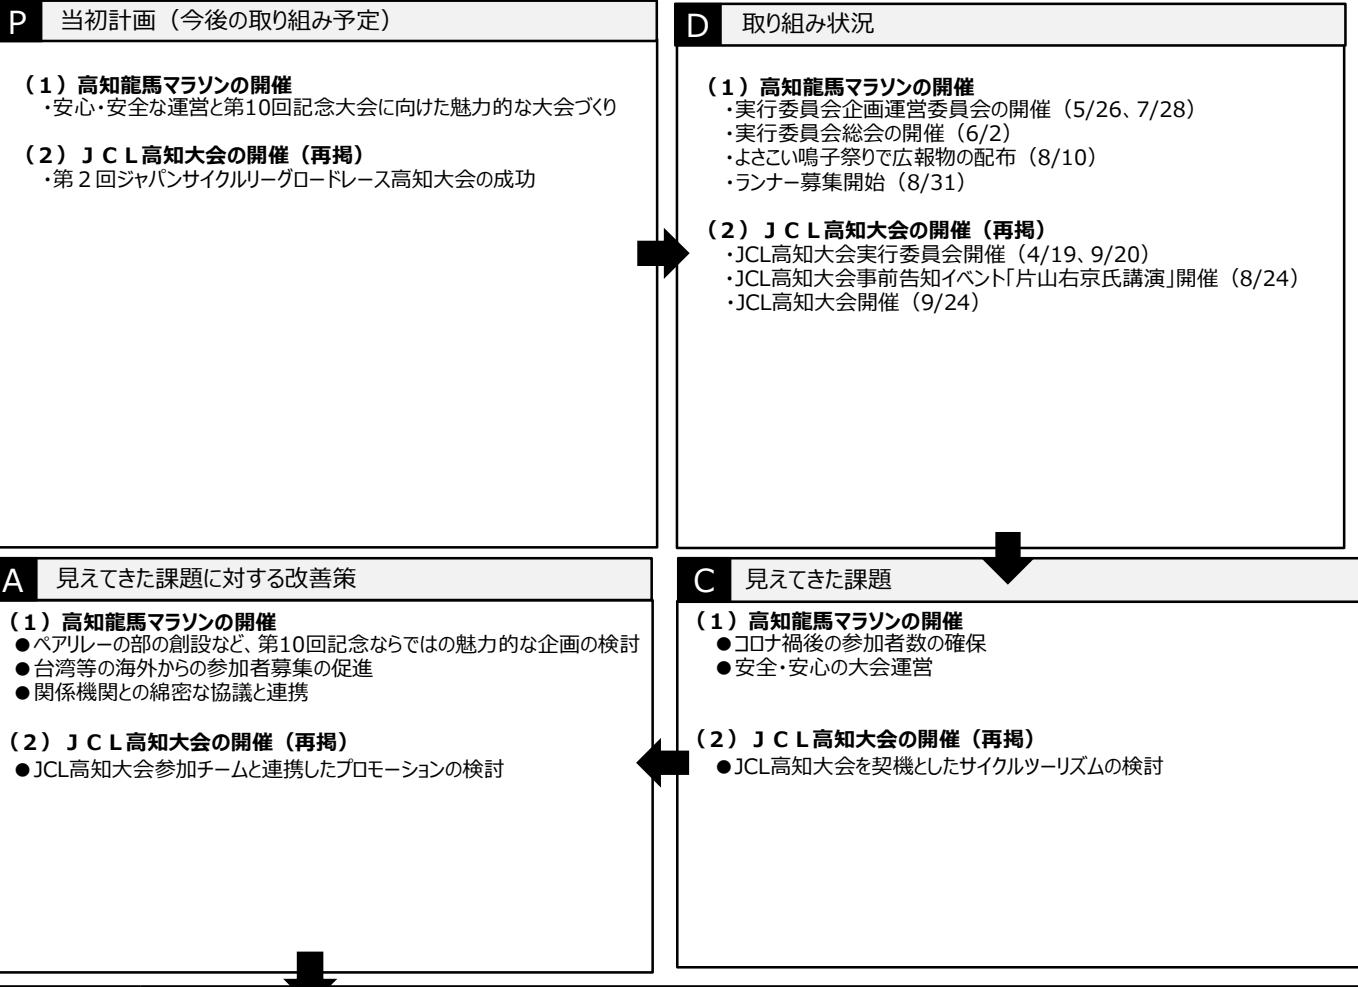 P 当初計画（今後の取り組み予定）
（１）高知龍馬マラソンの開催
・安心・安全な運営と第10回記念大会に向けた魅力的な大会づくり
（２）ＪＣＬ高知大会の開催（再掲）
・第２回ジャパンサイクルリーグロードレース高知大会の成功
D 取り組み状況
（１）高知龍馬マラソンの開催
・実行委員会企画運営委員会の開催（5/26、7/28）
・実行委員会総会の開催（6/2）
・よさこい鳴子祭りで広報物の配布（8/10）
・ランナー募集開始（8/31）
（２）ＪＣＬ高知大会の開催（再掲）
・JCL高知大会実行委員会開催（4/19、9/20）
・JCL高知大会事前告知イベント「片山右京氏講演」開催（8/24）
・JCL高知大会開催（9/24）
A 見えてきた課題に対する改善策
（１）高知龍馬マラソンの開催
●ペアリレーの部の創設など、第10回記念ならではの魅力的な企画の検討
●台湾等の海外からの参加者募集の促進
●関係機関との綿密な協議と連携
（２）ＪＣＬ高知大会の開催（再掲）
●JCL高知大会参加チームと連携したプロモーションの検討
C 見えてきた課題
（１）高知龍馬マラソンの開催
●コロナ禍後の参加者数の確保
●安全・安心の大会運営
（２）ＪＣＬ高知大会の開催（再掲）
●JCL高知大会を契機としたサイクルツーリズムの検討